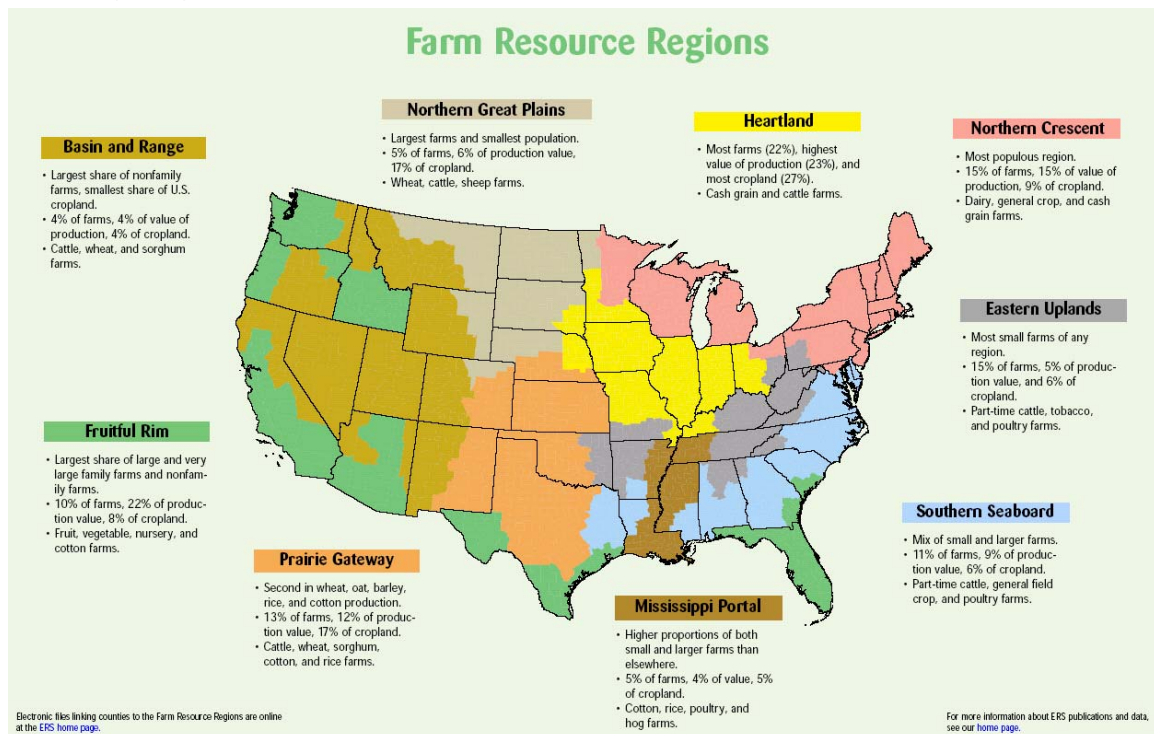 Farm Resource Regions
Northern Great Plains
• Largest farms and smallest population.
• 5% of farms, 6% of production value,
17% of cropland.
• Wheat, cattle, sheep farms.
Heartland
• Most farms (22%), highest
value of production (23%), and
most cropland (27%).
• Cash grain and cattle farms.
Northern Crescent
• Most populous region.
• 15% of farms, 15% of value of
production, 9% of cropland.
• Dairy, general crop, and cash
grain farms.
Basin and Range
• Largest share of nonfamily
farms, smallest share of U.S.
cropland.
• 4% of farms, 4% of value of
production, 4% of cropland.
• Cattle, wheat, and sorghum
farms.
Eastern Uplands
• Most small farms of any
region.
• 15% of farms, 5% of produc-
tion value, and 6% of
cropland.
• Part-time cattle, tobacco,
and poultry farms.
Fruitful Rim
• Largest share of large and very
large family farms and nonfam-
ily farms.
• 10% of farms, 22% of produc-
tion value, 8% of cropland.
• Fruit, vegetable, nursery, and
cotton farms.
Southern Seaboard
• Mix of small and larger farms.
• 11% of farms, 9% of produc-
tion value, 6% of cropland.
• Part-time cattle, general field
crop, and poultry farms.
Prairie Gateway
• Second in wheat, oat, barley,
rice, and cotton production.
• 13% of farms, 12% of produc-
tion value, 17% of cropland.
• Cattle, wheat, sorghum,
cotton, and rice farms.
Mississippi Portal
• Higher proportions of both
small and larger farms than
elsewhere.
• 5% of farms, 4% of value, 5%
of cropland.
• Cotton, rice, poultry, and
hog farms.
Electronic files linking counties to the Farm Resource Regions are online
at the ERS home page.
For more information about ERS publications and data,
see our home page.